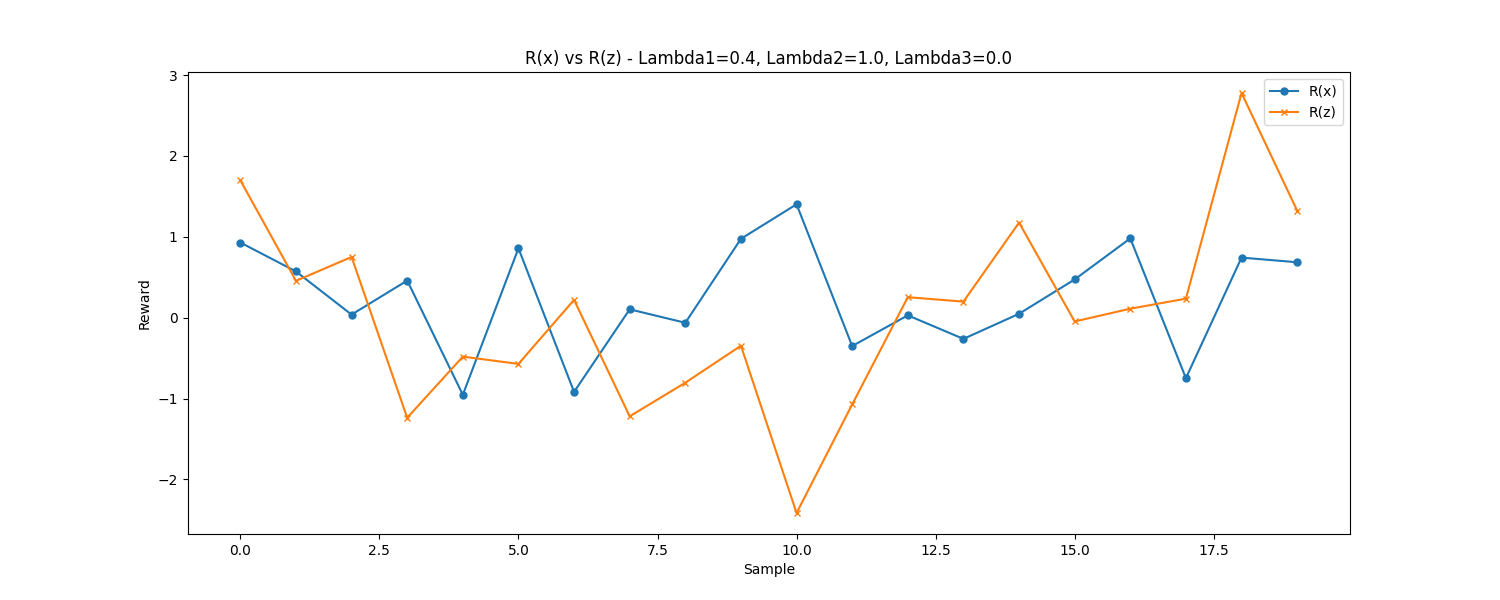 R(x) vs R(z) - Lambda1=0.4, Lambda2=1.0, Lambda3=0.0
R(x)
R(z)
Reward
3
2
1
0
−1
−2
0.0 2.5 5.0 7.5 10.0 12.5 15.0 17.5
Sample